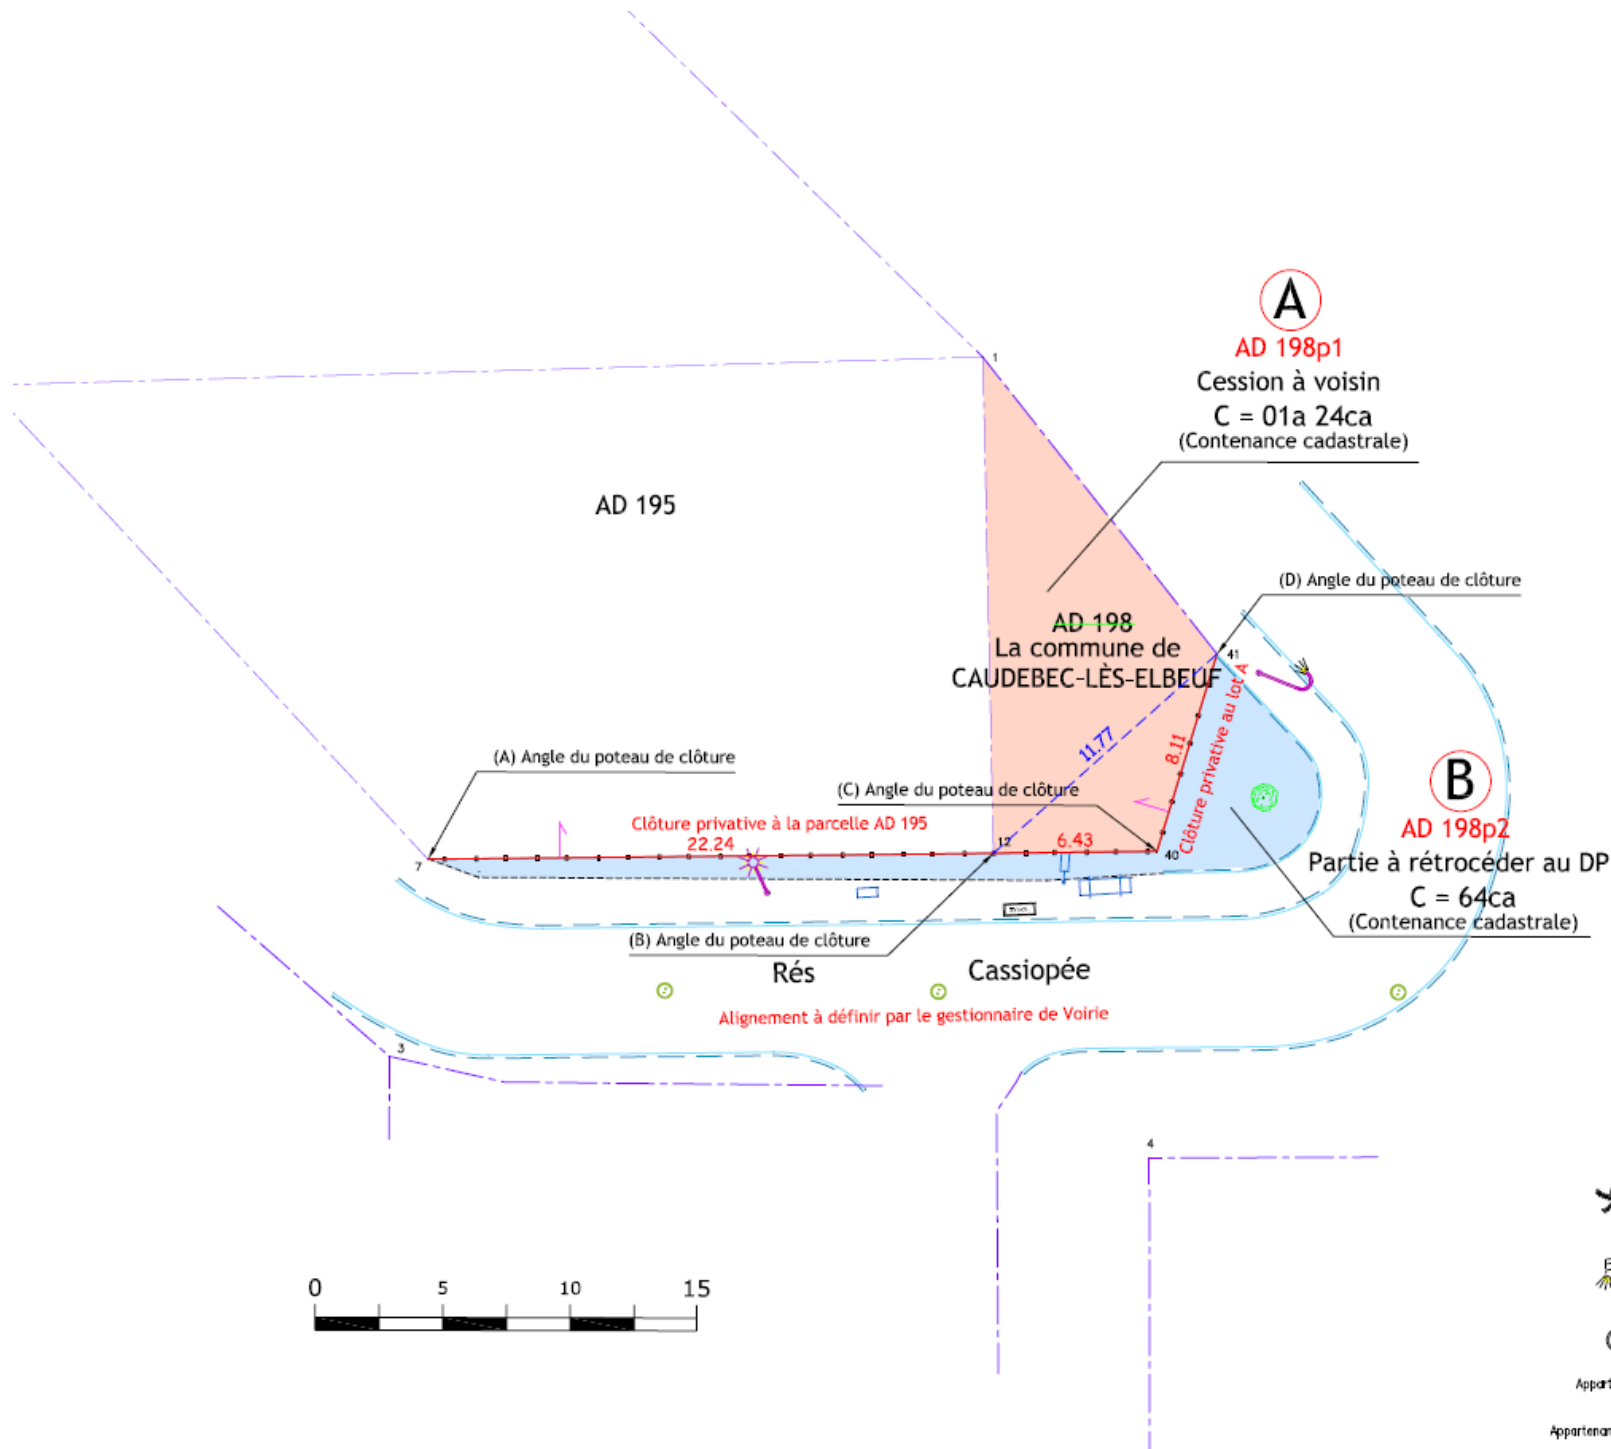 1
A
AD 198p1
Cession à voisin
C = 01a 24ca
(Contenance cadastrale)
AD 195
(D) Angle du poteau de clôture
AD 198
La commune de
CAUDEBEC-LÈS-ELBEUF
41
11.77
8.11
Clôture privative au lot A
(A) Angle du poteau de clôture
(C) Angle du poteau de clôture
B
AD 198p2
Partie à rétrocéder au DP
C = 64ca
(Contenance cadastrale)
Clôture privative à la parcelle AD 195
22.24
12
6.43
40
7
(B) Angle du poteau de clôture
Rés Cassiopée
Alignement à définir par le gestionnaire de Voirie
3
4
0 5 10 15